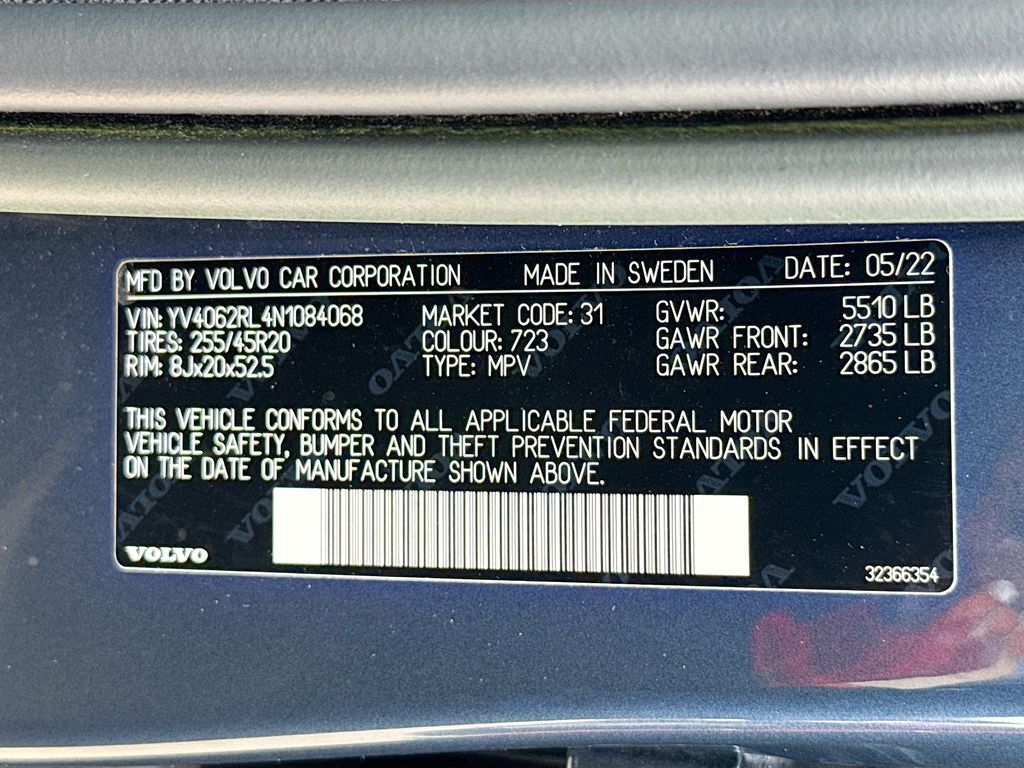 MFD BY VOLVO CAR CORPORATION MADE IN SWEDEN DATE: 05/22
VIN: YV4062RL4N1084068 MARKET CODE: 31 GVWR: 5510 LB
TIRES: 255/45R20 COLOUR: 723 GAWR FRONT: 2735 LB
RIM: 8Jx20x52.5 TYPE: MPV GAWR REAR: 2865 LB
THIS VEHICLE CONFORMS TO ALL APPLICABLE FEDERAL MOTOR
VEHICLE SAFETY, BUMPER AND THEFT PREVENTION STANDARDS IN EFFECT
ON THE DATE OF MANUFACTURE SHOWN ABOVE.
VOLVO
32366354